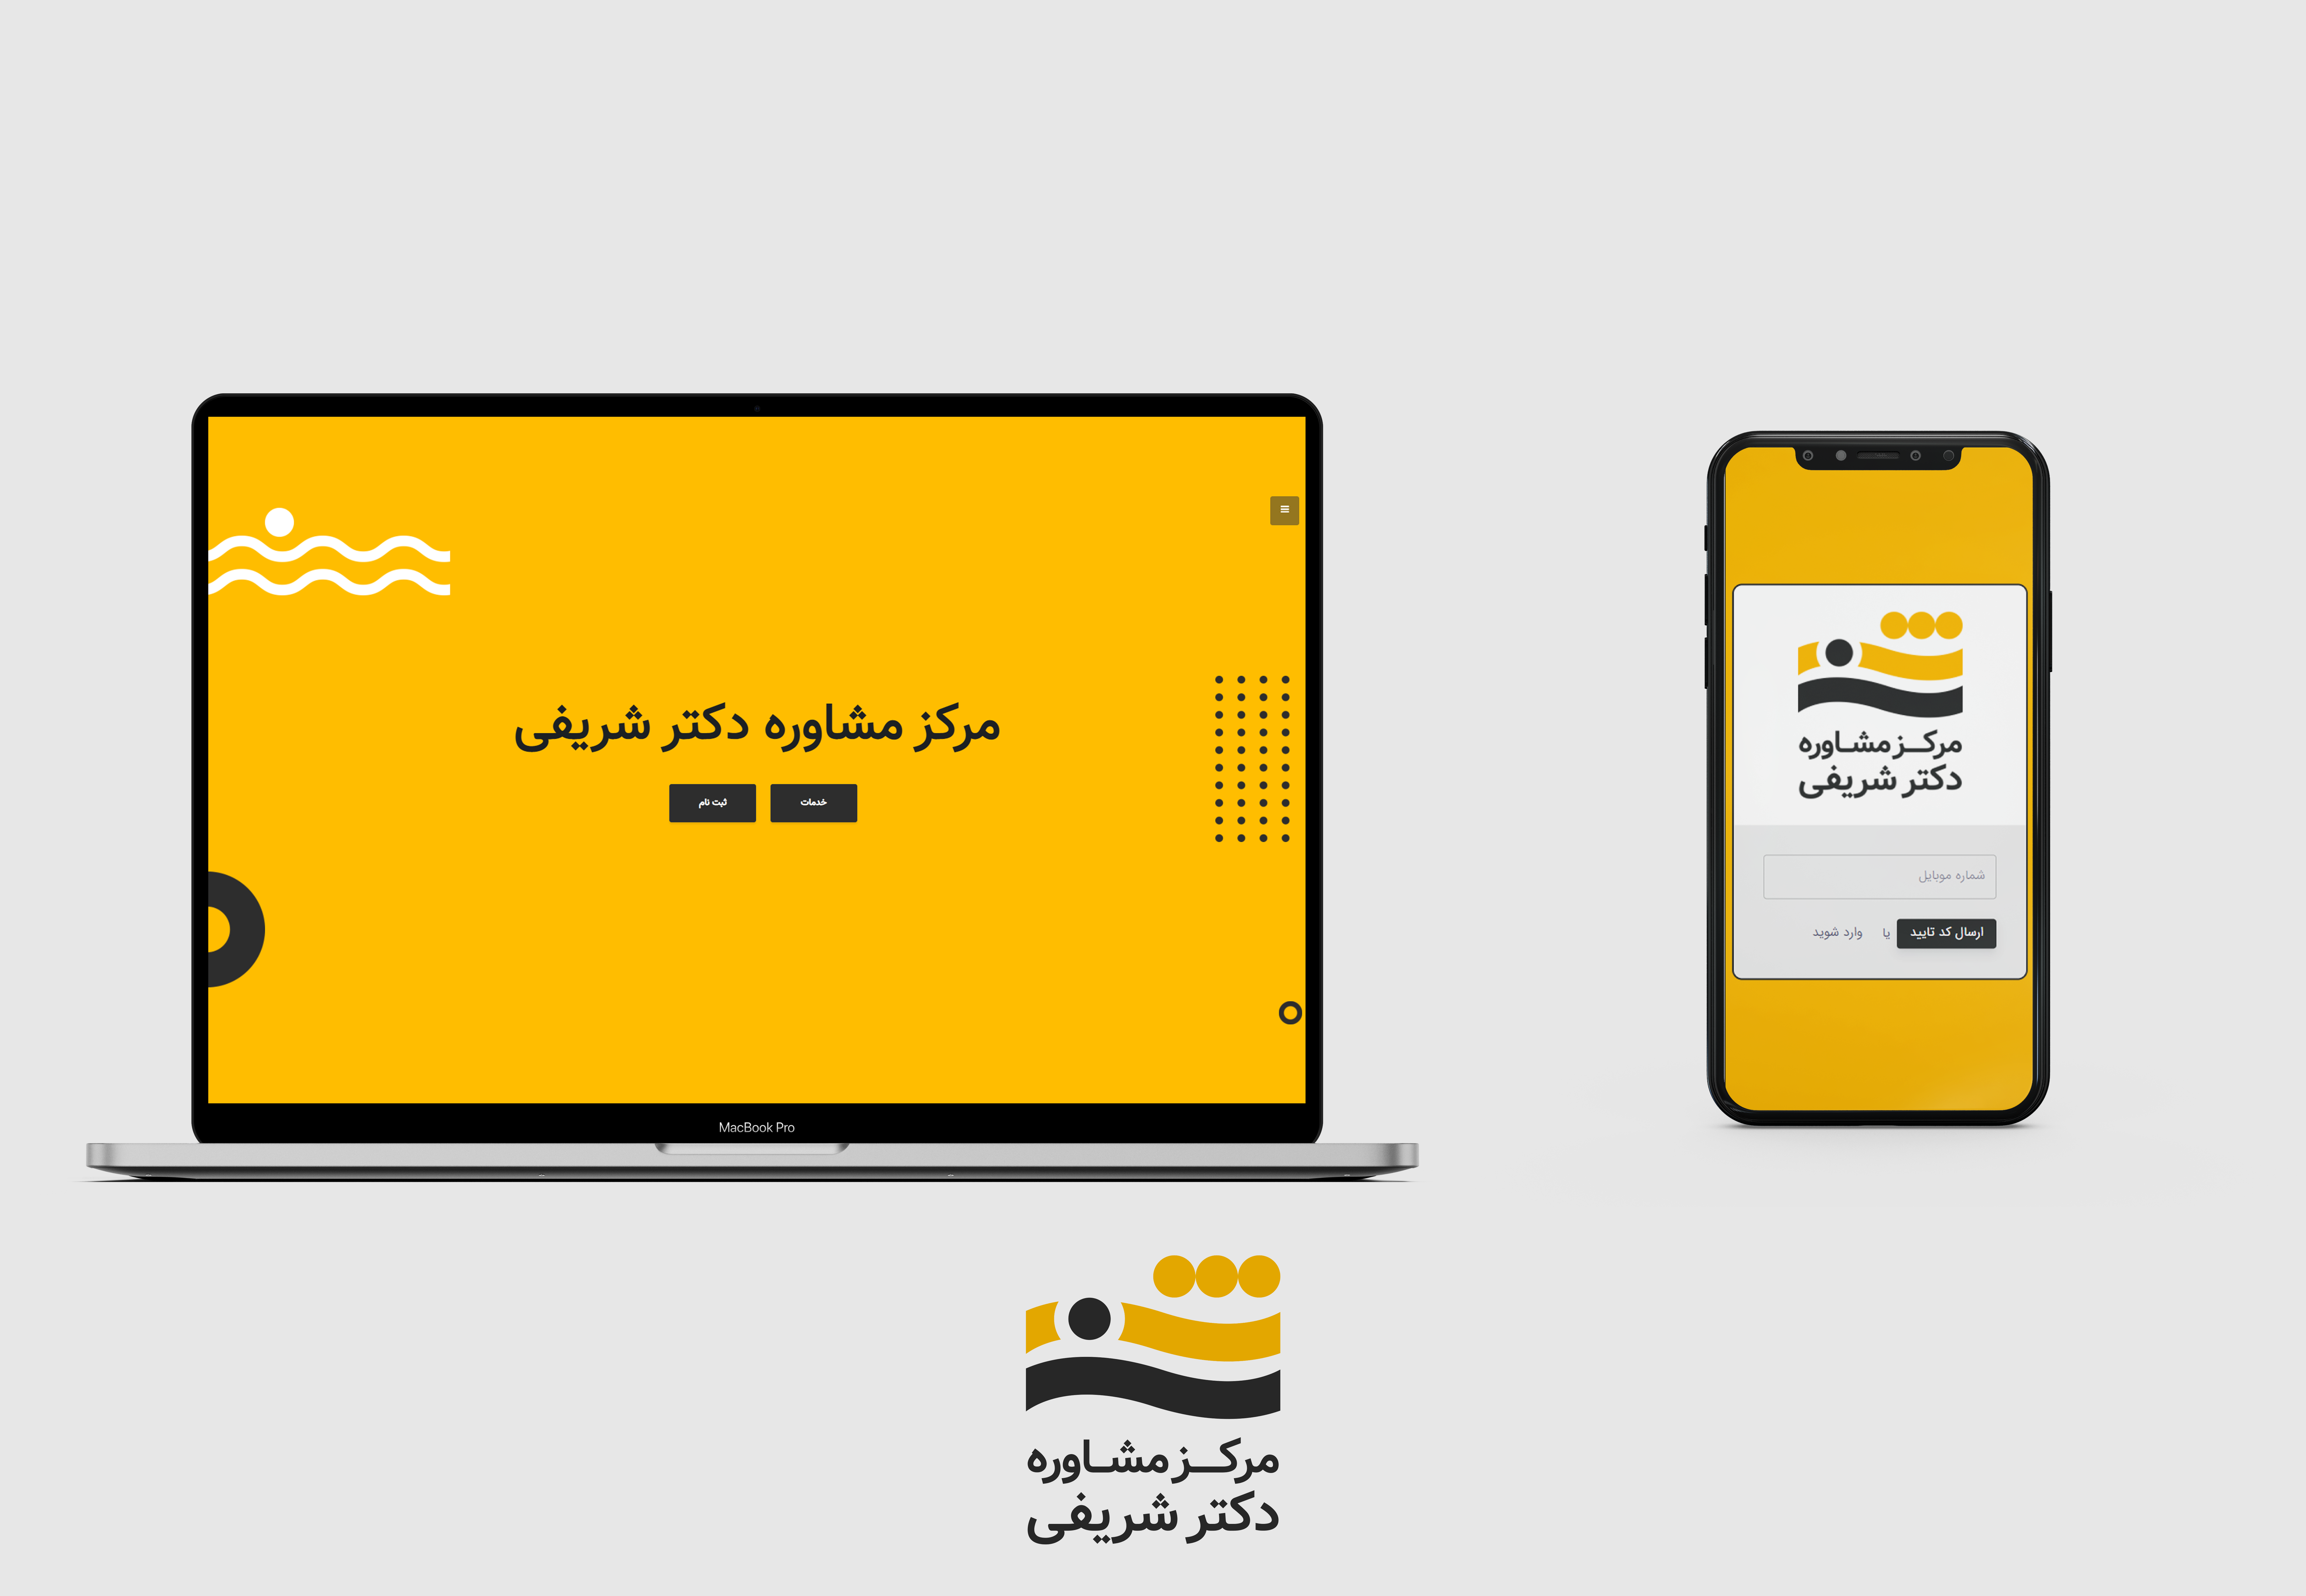 مرکز مشاوره دکتر شریفی
خدمات
ثبت نام
MacBook Pro
مرکز مشاوره
دکتر شریفی
شماره موبایل
ارسال کد تایید یا وارد شوید
مرکز مشاوره
دکتر شریفی